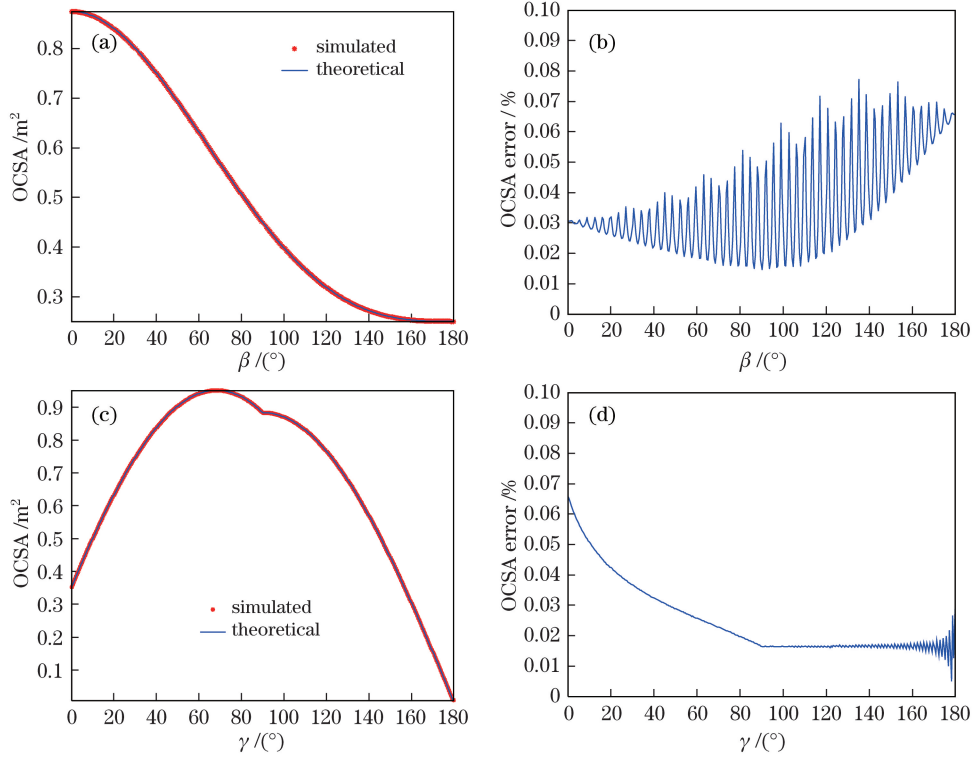 (a)
simulated
theoretical
OCSA /m²
0.8
0.7
0.6
0.5
0.4
0.3
0 20 40 60 80 100 120 140 160 180
β /(°)
(b)
OCSA error / %
0.10
0.09
0.08
0.07
0.06
0.05
0.04
0.03
0.02
0.01
0
0 20 40 60 80 100 120 140 160 180
β /(°)
(c)
OCSA /m²
0.9
0.8
0.7
0.6
0.5
0.4
0.3
0.2
0.1
simulated
theoretical
0 20 40 60 80 100 120 140 160 180
γ /(°)
(d)
OCSA error /%
0.10
0.09
0.08
0.07
0.06
0.05
0.04
0.03
0.02
0.01
0
0 20 40 60 80 100 120 140 160 180
γ /(°)